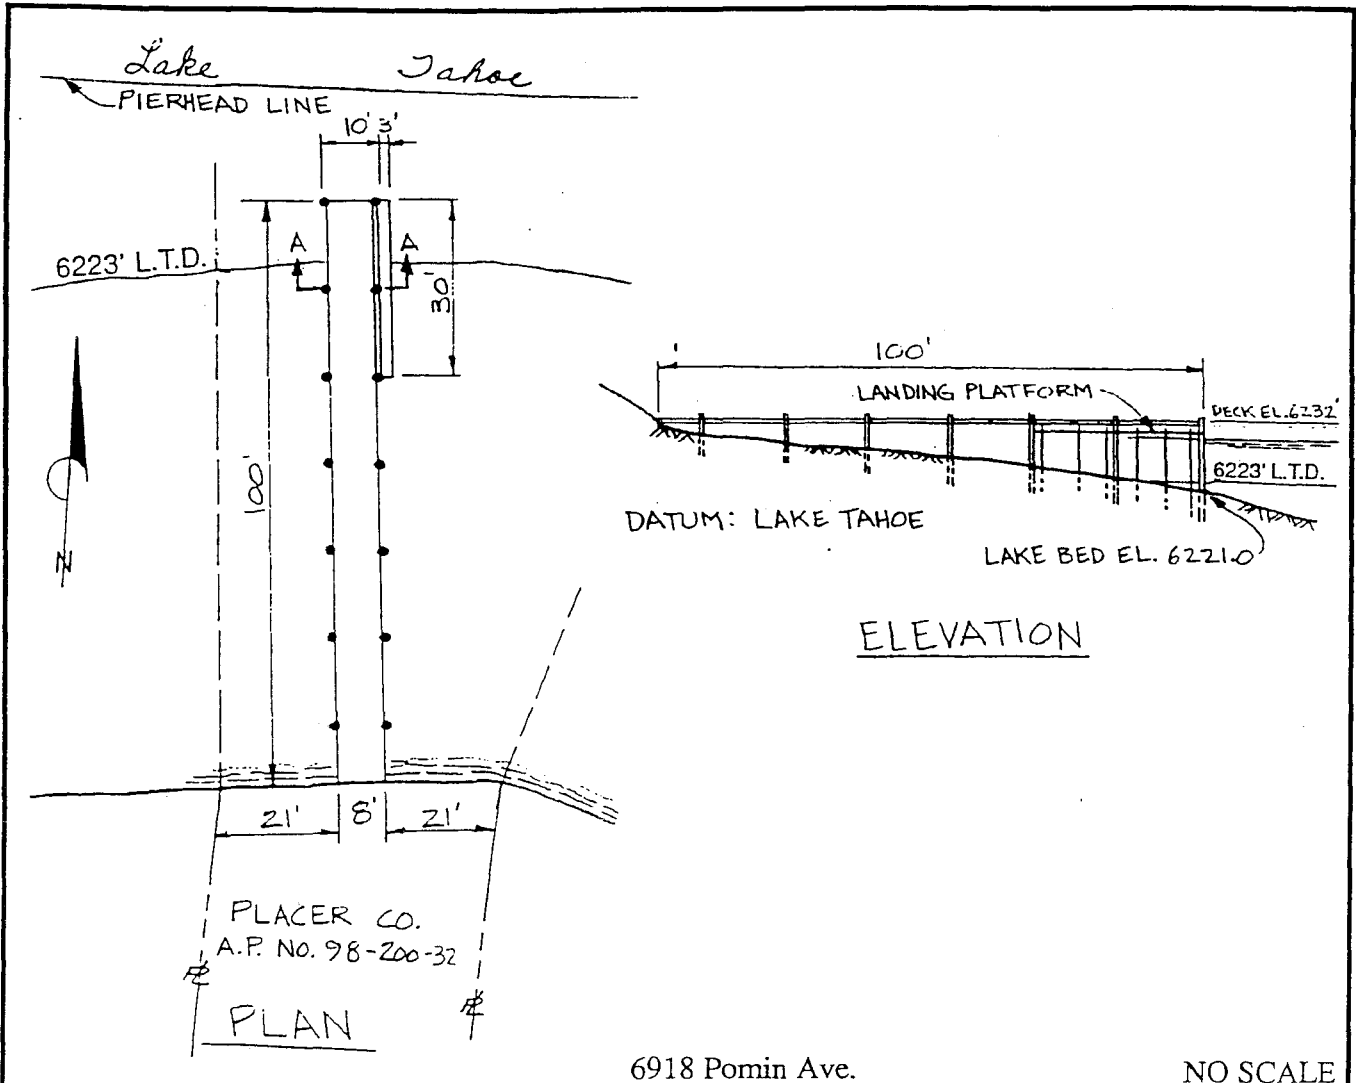 Lake Tahoe
PIERHEAD LINE
10' 3'
6223' L.T.D.
A A
30'
100'
N
21' 8' 21'
PLACER CO.
A.P. NO. 98-200-32
PL PL
PLAN
100'
LANDING PLATFORM
DECK EL. 6232'
6223' L.T.D.
DATUM: LAKE TAHOE
LAKE BED EL. 6221.0
ELEVATION
6918 Pomin Ave.
NO SCALE